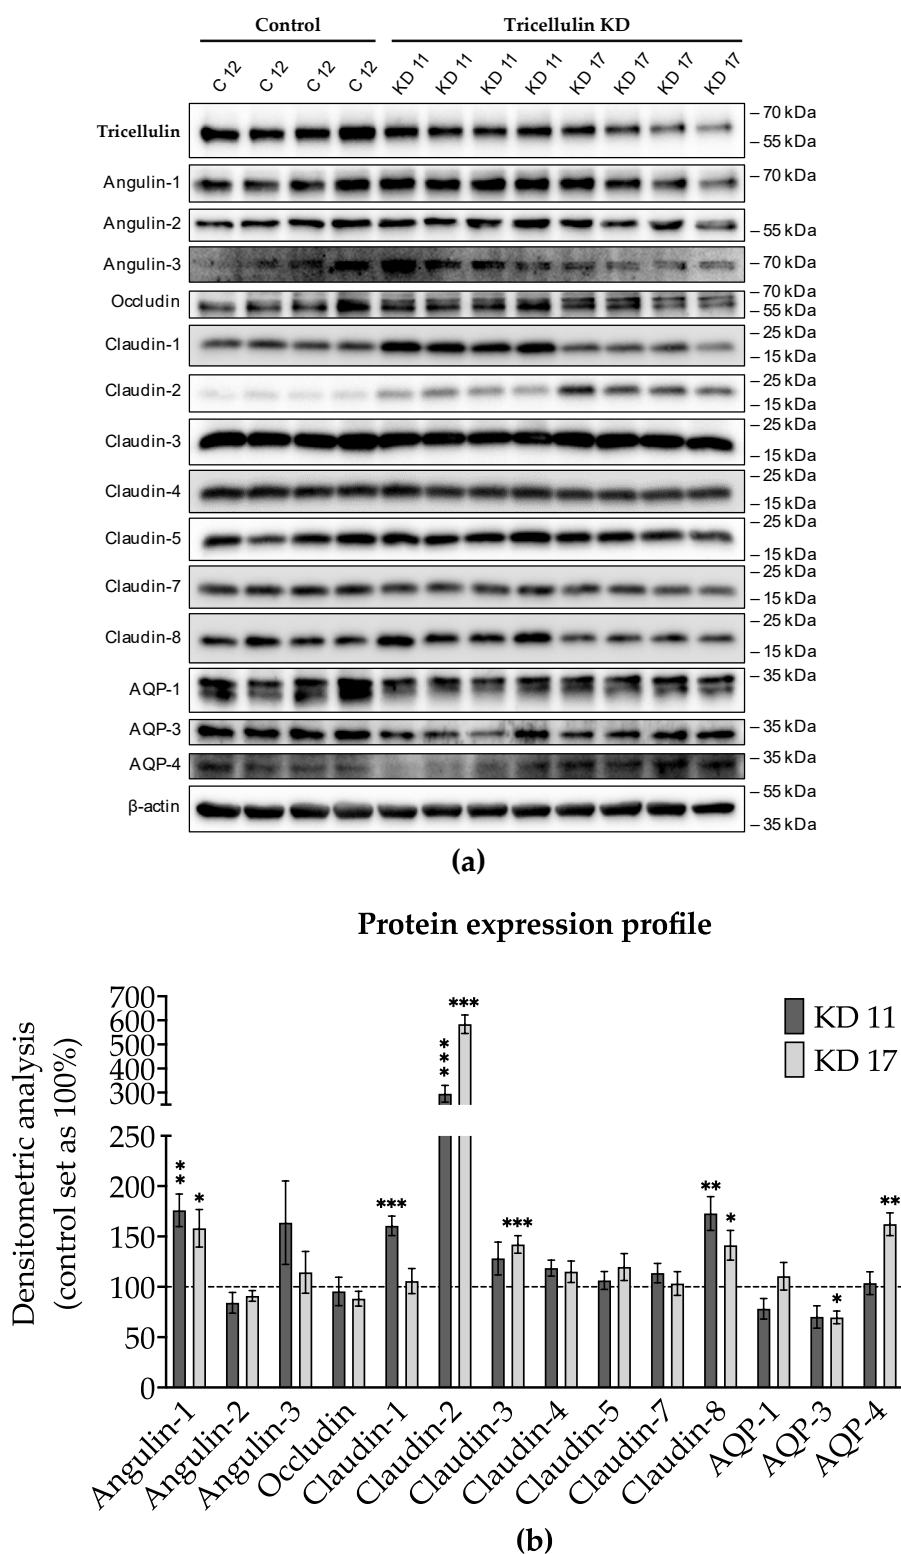 Control Tricellulin KD
C 12 C 12 C 12 C 12 KD 11 KD 11 KD 11 KD 11 KD 17 KD 17 KD 17 KD 17
Tricellulin
– 70 kDa
– 55 kDa
Angulin-1
– 70 kDa
Angulin-2
– 55 kDa
Angulin-3
– 70 kDa
Occludin
– 70 kDa
– 55 kDa
Claudin-1
– 25 kDa
– 15 kDa
Claudin-2
– 25 kDa
– 15 kDa
Claudin-3
– 25 kDa
– 15 kDa
Claudin-4
– 25 kDa
– 15 kDa
Claudin-5
– 25 kDa
– 15 kDa
Claudin-7
– 25 kDa
– 15 kDa
Claudin-8
– 25 kDa
– 15 kDa
AQP-1
– 35 kDa
AQP-3
– 35 kDa
AQP-4
– 35 kDa
β-actin
– 55 kDa
– 35 kDa
(a)
Protein expression profile
Densitometric analysis
(control set as 100%)
700
600
500
400
300
250
200
150
100
50
0
** * *** *** *** *** ** * * **
KD 11
KD 17
Angulin-1
Angulin-2
Angulin-3
Occludin
Claudin-1
Claudin-2
Claudin-3
Claudin-4
Claudin-5
Claudin-7
Claudin-8
AQP-1
AQP-3
AQP-4
(b)